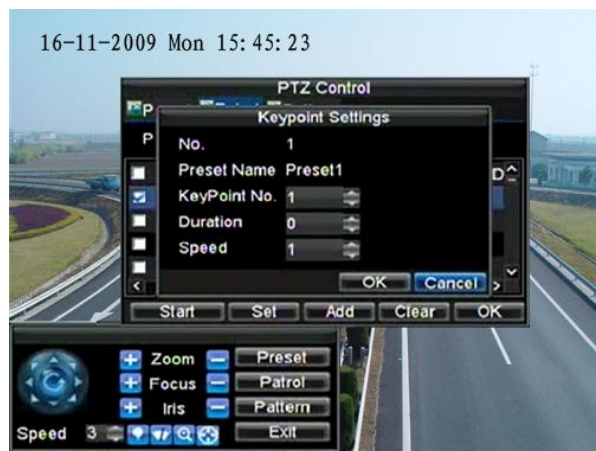 16-11-2009 Mon 15:45:23
PTZ Control
P
Keypoint Settings
P
No. 1
Preset Name Preset1
D
KeyPoint No. 1
Duration 0
Speed 1
OK Cancel
Start Set Add Clear OK
Zoom Preset
Focus Patrol
Iris Pattern
Speed 3 Exit